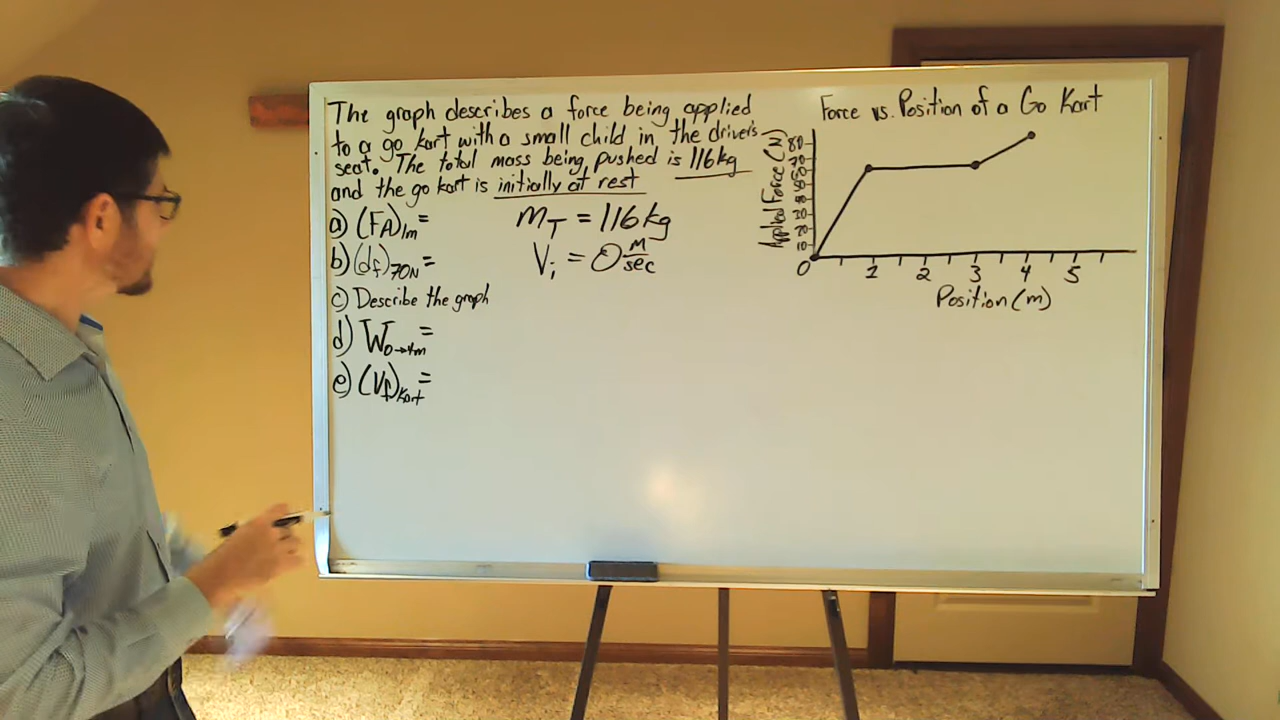 The graph describes a force being applied
to a go kart with a small child in the drivers
seat. The total mass being pushed is 116kg
and the go kart is initially at rest
a) (FA)1m =
b) (df)70N =
c) Describe the graph
d) W0→4m =
e) (Vf)kart =
mT = 116kg
Vi = 0 m/sec
Force vs. Position of a Go Kart
Applied Force (N)
80
70
60
50
40
30
20
10
0 1 2 3 4 5
Position (m)